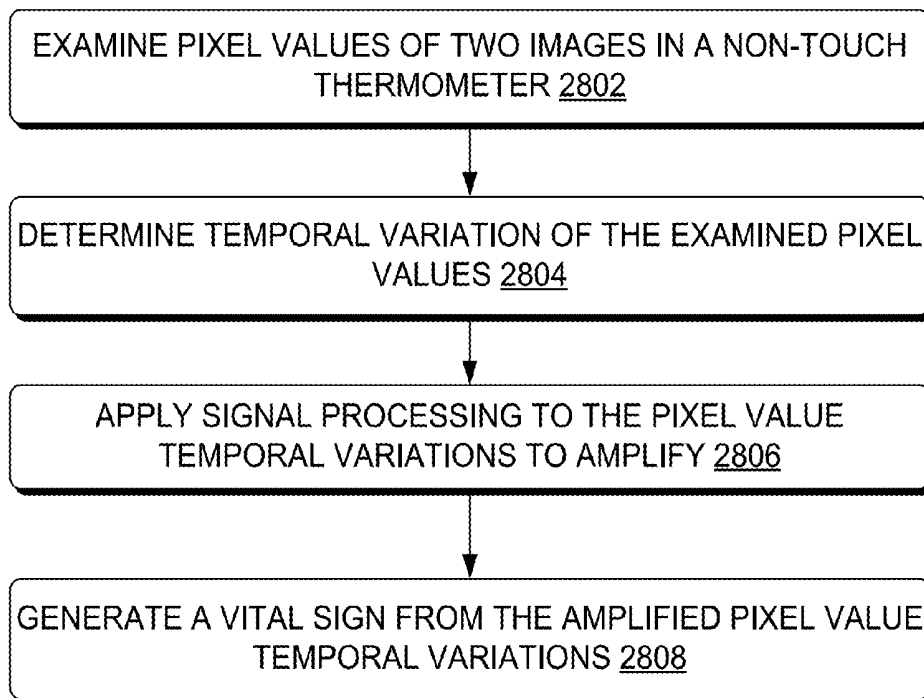 EXAMINE PIXEL VALUES OF TWO IMAGES IN A NON-TOUCH
THERMOMETER 2802
DETERMINE TEMPORAL VARIATION OF THE EXAMINED PIXEL
VALUES 2804
APPLY SIGNAL PROCESSING TO THE PIXEL VALUE
TEMPORAL VARIATIONS TO AMPLIFY 2806
GENERATE A VITAL SIGN FROM THE AMPLIFIED PIXEL VALUE
TEMPORAL VARIATIONS 2808